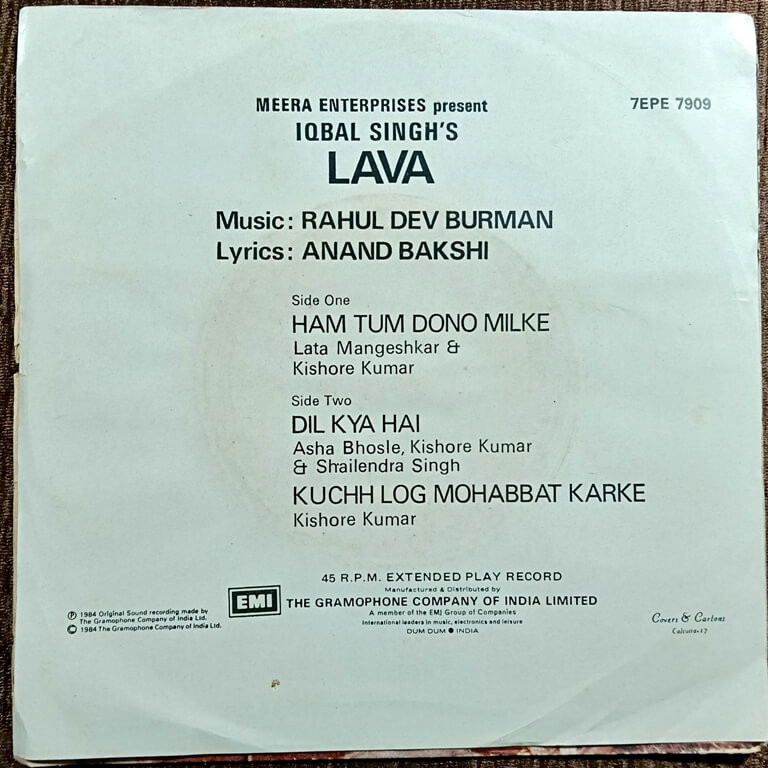 MEERA ENTERPRISES present
7EPE 7909
IQBAL SINGH'S
LAVA
Music: RAHUL DEV BURMAN
Lyrics: ANAND BAKSHI
Side One
HAM TUM DONO MILKE
Lata Mangeshkar &
Kishore Kumar
Side Two
DIL KYA HAI
Asha Bhosle, Kishore Kumar
& Shailendra Singh
KUCHH LOG MOHABBAT KARKE
Kishore Kumar
45 R.P.M. EXTENDED PLAY RECORD
Manufactured & Distributed by
EMI THE GRAMOPHONE COMPANY OF INDIA LIMITED
A member of the EMI Group of Companies
International leaders in music, electronics and leisure
DUM DUM ● INDIA
Ⓟ 1984 Original Sound recording made by
The Gramophone Company of India Ltd.
© 1984 The Gramophone Company of India Ltd.
Covers & Cartons
Calcutta-17